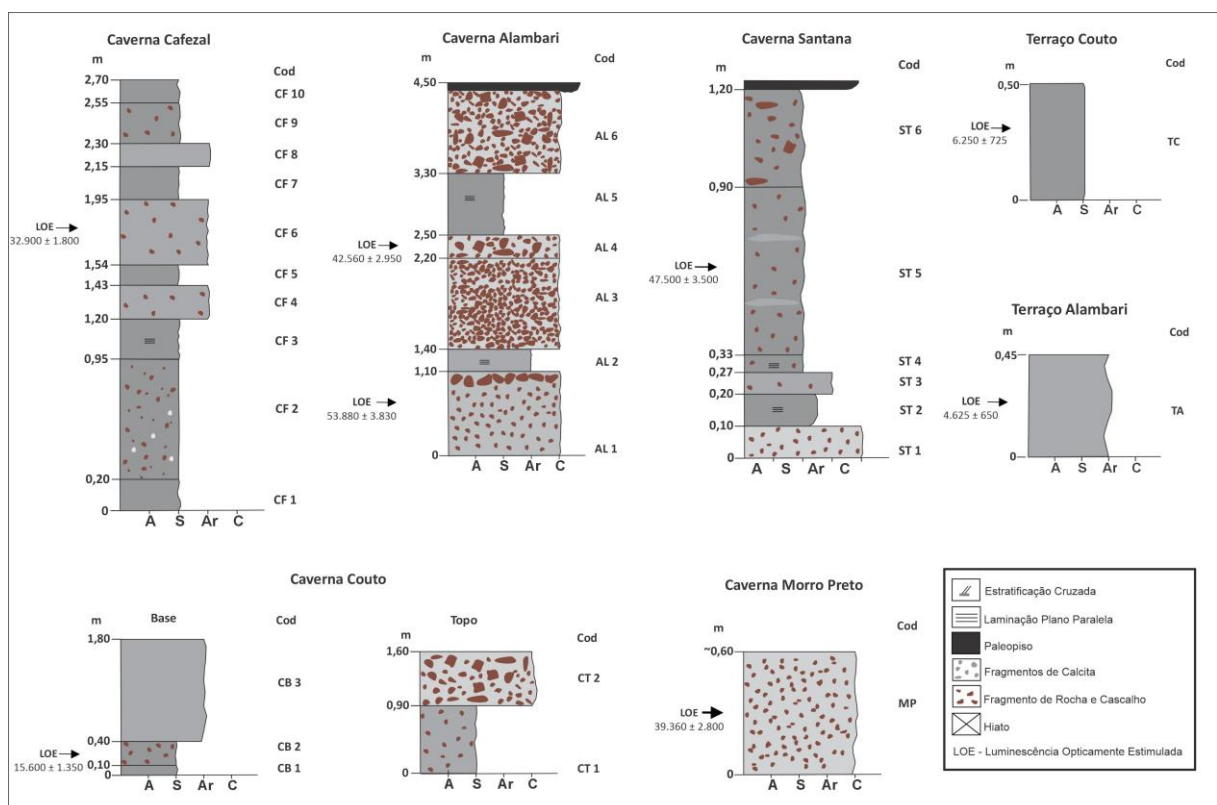 Caverna Cafezal
m
Cod
2,70
CF 10
2,55
CF 9
2,30
CF 8
2,15
CF 7
1,95
LOE
32.900 ± 1.800
CF 6
1,54
CF 5
1,43
CF 4
1,20
CF 3
0,95
CF 2
0,20
CF 1
0
A S Ar C
Caverna Alambari
m
Cod
4,50
AL 6
3,30
AL 5
2,50
LOE
42.560 ± 2.950
AL 4
2,20
AL 3
1,40
AL 2
1,10
LOE
53.880 ± 3.830
AL 1
0
A S Ar C
Caverna Santana
m
Cod
1,20
ST 6
0,90
LOE
47.500 ± 3.500
ST 5
0,33
ST 4
0,27
ST 3
0,20
ST 2
0,10
ST 1
0
A S Ar C
Terraço Couto
m
Cod
0,50
LOE
6.250 ± 725
TC
0
A S Ar C
Terraço Alambari
m
Cod
0,45
LOE
4.625 ± 650
TA
0
A S Ar C
Caverna Couto
Base
m
Cod
1,80
CB 3
0,40
LOE
15.600 ± 1.350
CB 2
0,10
CB 1
0
A S Ar C
Topo
m
Cod
1,60
CT 2
0,90
CT 1
0
A S Ar C
Caverna Morro Preto
m
Cod
~0,60
LOE
39.360 ± 2.800
MP
0
A S Ar C
Estratificação Cruzada
Laminação Plano Paralela
Paleopiso
Fragmentos de Calcita
Fragmento de Rocha e Cascalho
Hiato
LOE - Luminescência Opticamente Estimulada